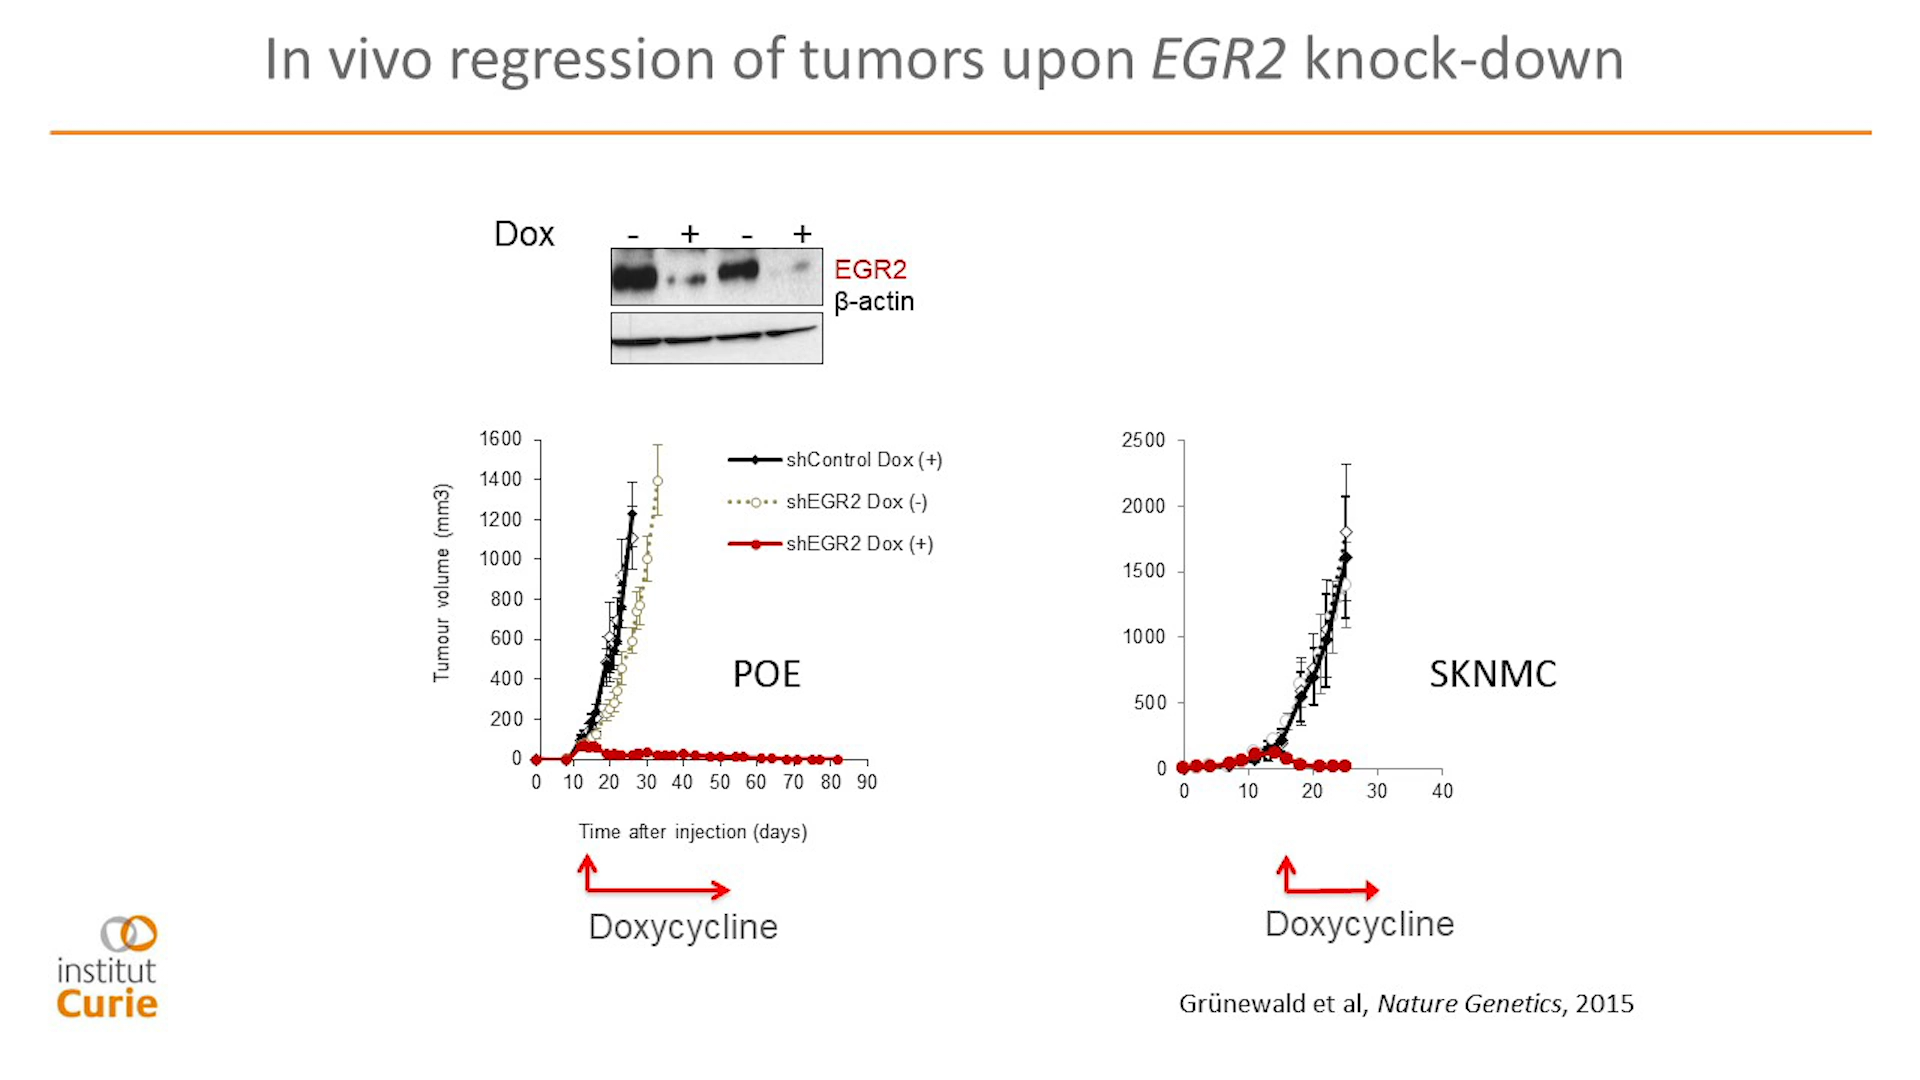 In vivo regression of tumors upon EGR2 knock-down
Dox - + - +
EGR2
β-actin
1600
1400
1200
1000
800
600
400
200
0
Tumour volume (mm3)
0 10 20 30 40 50 60 70 80 90
Time after injection (days)
shControl Dox (+)
shEGR2 Dox (-)
shEGR2 Dox (+)
POE
Doxycycline
2500
2000
1500
1000
500
0
0 10 20 30 40
SKNMC
Doxycycline
institut
Curie
Grünewald et al, Nature Genetics, 2015